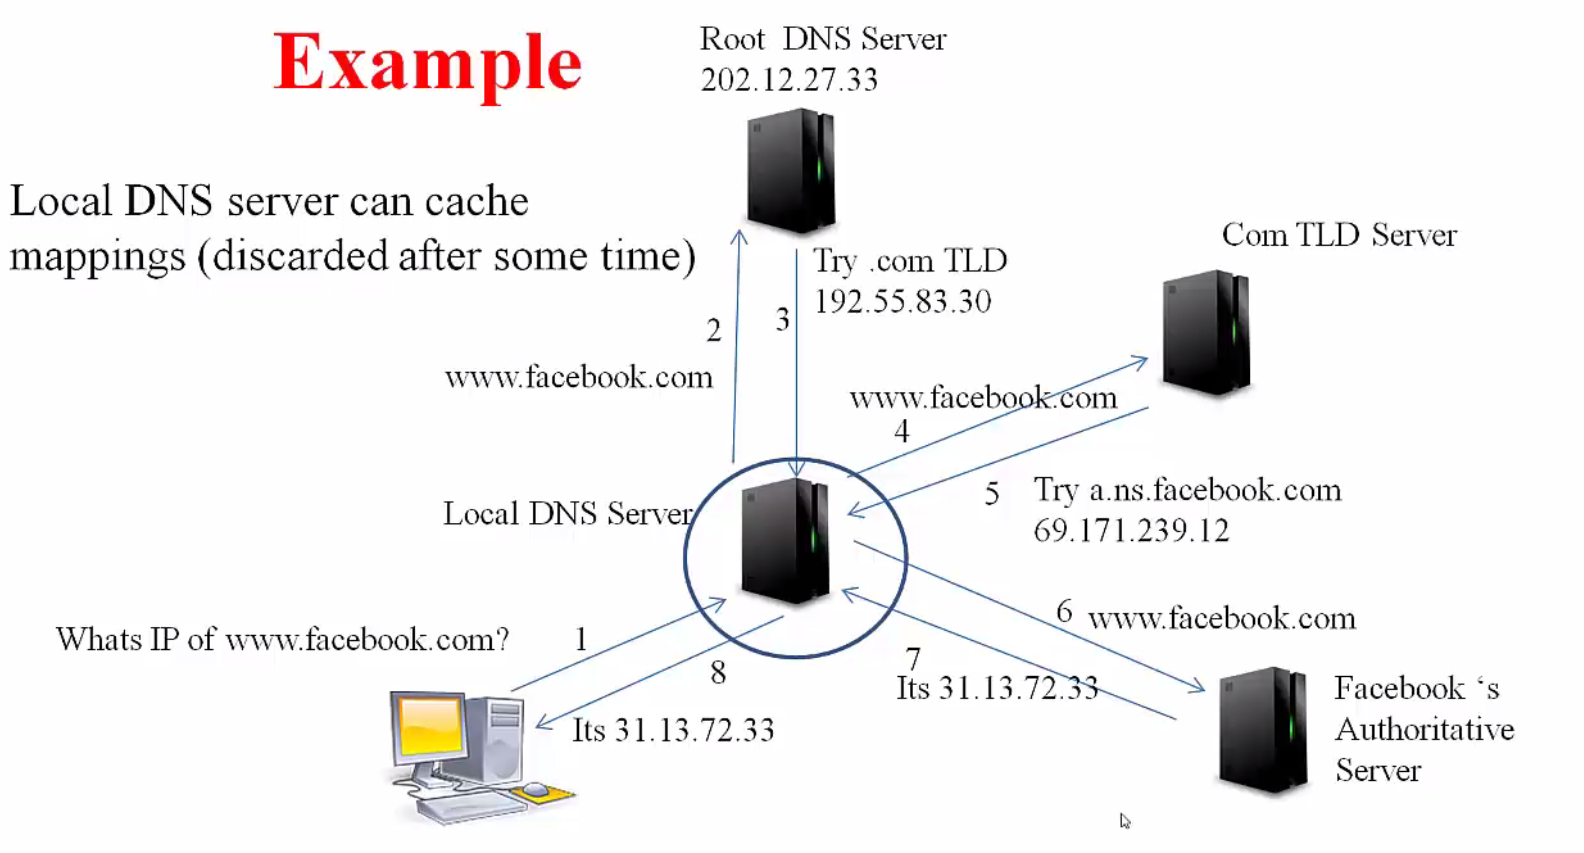 Example
Root DNS Server
202.12.27.33
Local DNS server can cache
mappings (discarded after some time)
Com TLD Server
Try .com TLD
192.55.83.30
2
3
www.facebook.com
www.facebook.com
4
Local DNS Server
5
Try a.ns.facebook.com
69.171.239.12
Whats IP of www.facebook.com?
1
6
www.facebook.com
8
7
Its 31.13.72.33
Its 31.13.72.33
Facebook ‘s
Authoritative
Server